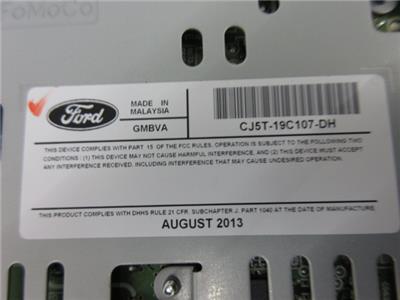 FoMoCo
Ford
MADE IN
MALAYSIA
GMBVA
CJ5T-19C107-DH
THIS DEVICE COMPLIES WITH PART 15 OF THE FCC RULES. OPERATION IS SUBJECT TO THE FOLLOWING TWO
CONDITIONS : (1) THIS DEVICE MAY NOT CAUSE HARMFUL INTERFERENCE, AND (2) THIS DEVICE MUST ACCEPT
ANY INTERFERENCE RECEIVED, INCLUDING INTERFERENCE THAT MAY CAUSE UNDESIRED OPERATION.
THIS PRODUCT COMPLIES WITH DHHS RULE 21 CFR. SUBCHAPTER J. PART 1040 AT THE DATE OF MANUFACTURE.
AUGUST 2013